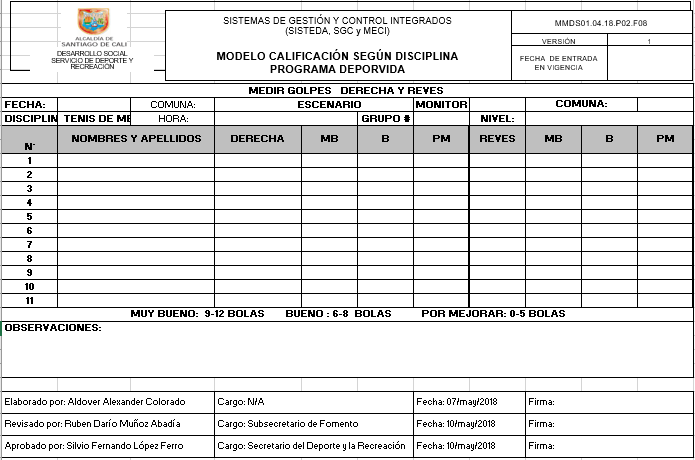 ALCALDÍA DE
SANTIAGO DE CALI
DESARROLLO SOCIAL
SERVICIO DE DEPORTE Y
RECREACIÓN
SISTEMAS DE GESTIÓN Y CONTROL INTEGRADOS
(SISTEDA, SGC y MECI)
MODELO CALIFICACIÓN SEGÚN DISCIPLINA
PROGRAMA DEPORVIDA
MMDS01.04.18.P02.F08
VERSIÓN 1
FECHA DE ENTRADA
EN VIGENCIA
MEDIR GOLPES DERECHA Y REVES
FECHA: COMUNA: ESCENARIO MONITOR COMUNA:
DISCIPLIN TENIS DE ME HORA: GRUPO # NIVEL:
N° NOMBRES Y APELLIDOS DERECHA MB B PM REVES MB B PM
1
2
3
4
5
6
7
8
9
10
11
MUY BUENO: 9-12 BOLAS BUENO : 6-8 BOLAS POR MEJORAR: 0-5 BOLAS
OBSERVACIONES:
Elaborado por: Aldover Alexander Colorado Cargo: N/A Fecha: 07/may/2018 Firma:
Revisado por: Ruben Darío Muñoz Abadía Cargo: Subsecretario de Fomento Fecha: 10/may/2018 Firma:
Aprobado por: Silvio Fernando López Ferro Cargo: Secretario del Deporte y la Recreación Fecha: 10/may/2018 Firma: